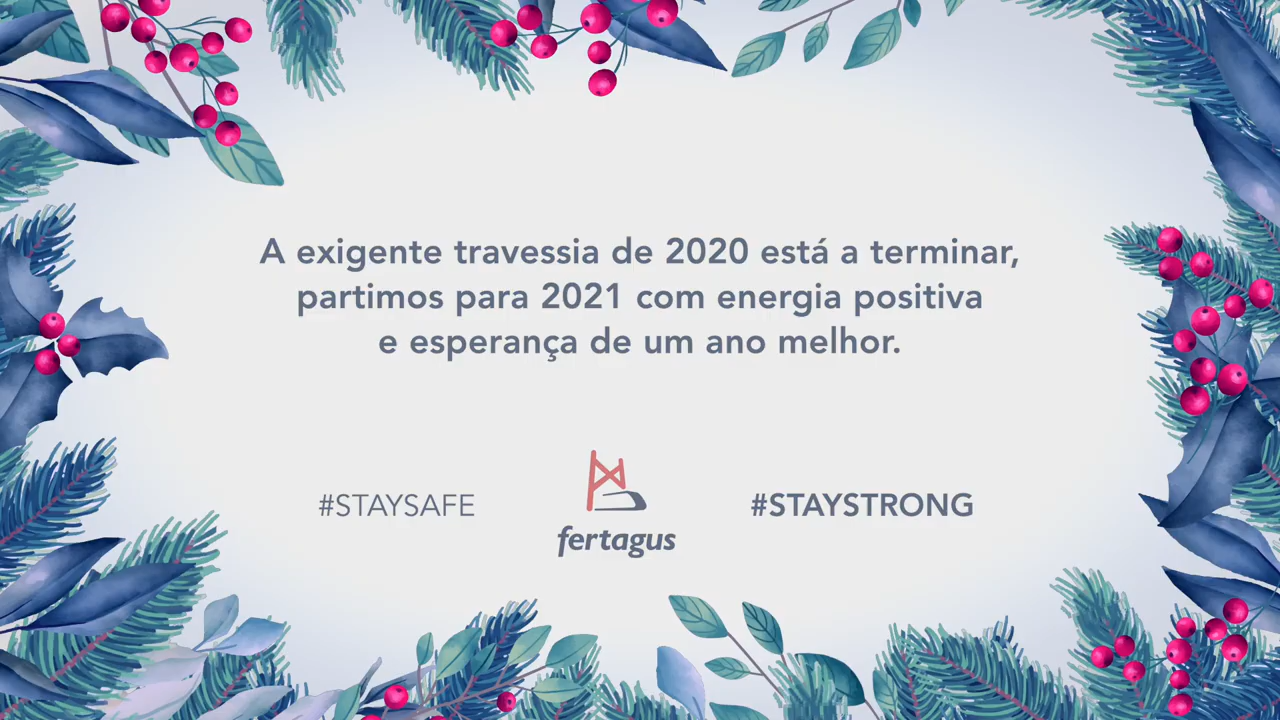 A exigente travessia de 2020 está a terminar,
partimos para 2021 com energia positiva
e esperança de um ano melhor.
#STAYSAFE
fertagus
#STAYSTRONG